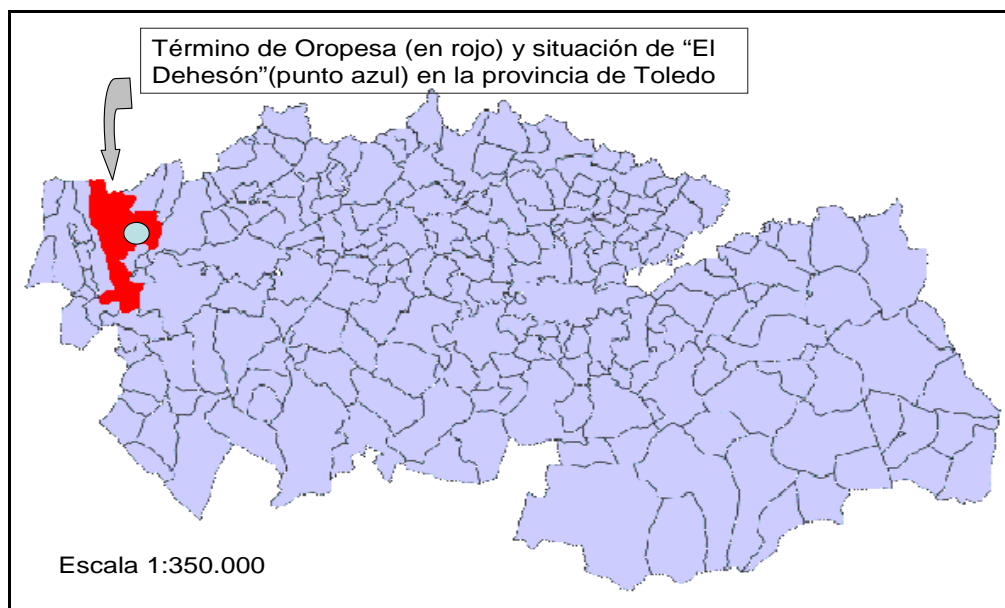 Término de Oropesa (en rojo) y situación de “El
Dehesón”(punto azul) en la provincia de Toledo
Escala 1:350.000